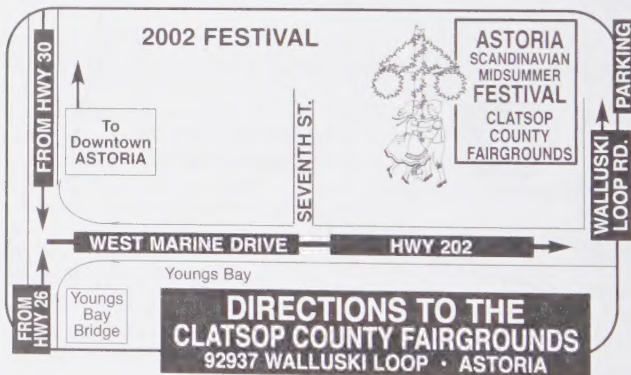 2002 FESTIVAL
ASTORIA
SCANDINAVIAN
MIDSUMMER
FESTIVAL
CLATSOP
COUNTY
FAIRGROUNDS
PARKING
FROM HWY 30
To
Downtown
ASTORIA
SEVENTH ST.
WALLUSKI
LOOP RD.
WEST MARINE DRIVE
HWY 202
Youngs Bay
FROM
HWY 26
Youngs
Bay
Bridge
DIRECTIONS TO THE
CLATSOP COUNTY FAIRGROUNDS
92937 WALLUSKI LOOP · ASTORIA